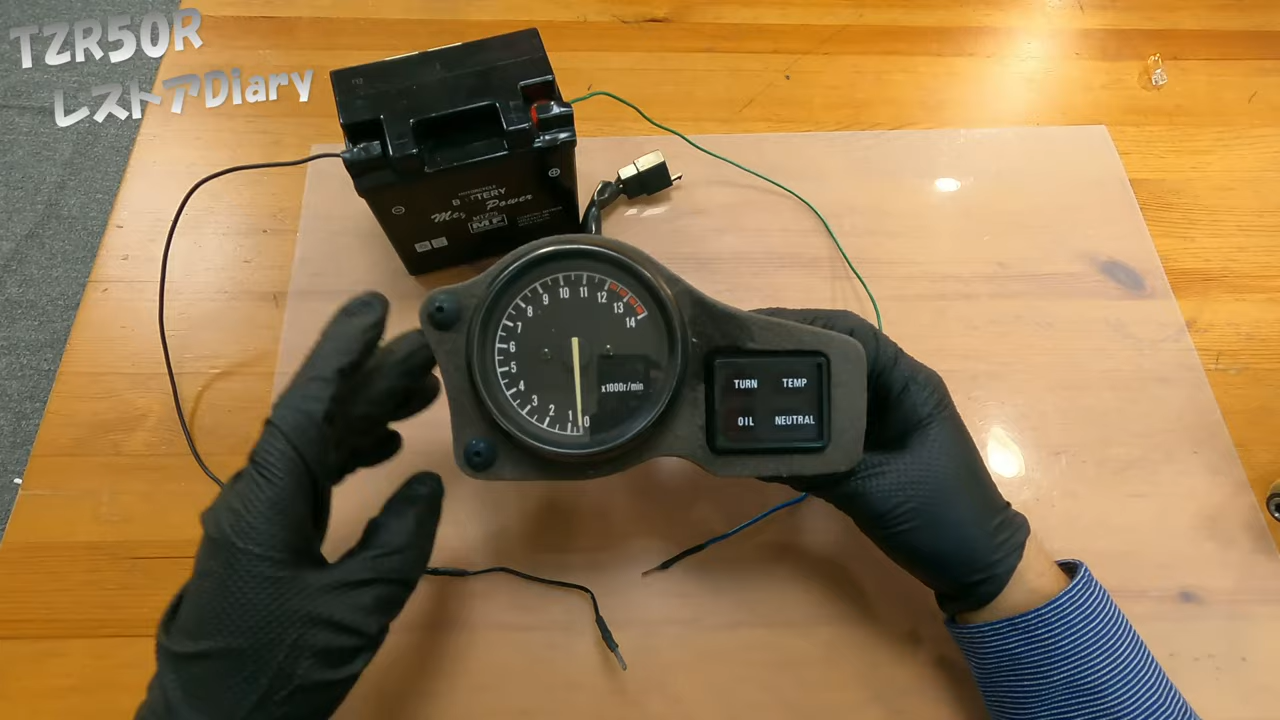 TZR50R
レストアDiary
MOTORCYCLE
BATTERY
Power
MF
8 9 10 11 12 13 14
7
6
5
4
3
2
1
0
x1000r/min
TURN TEMP
OIL NEUTRAL